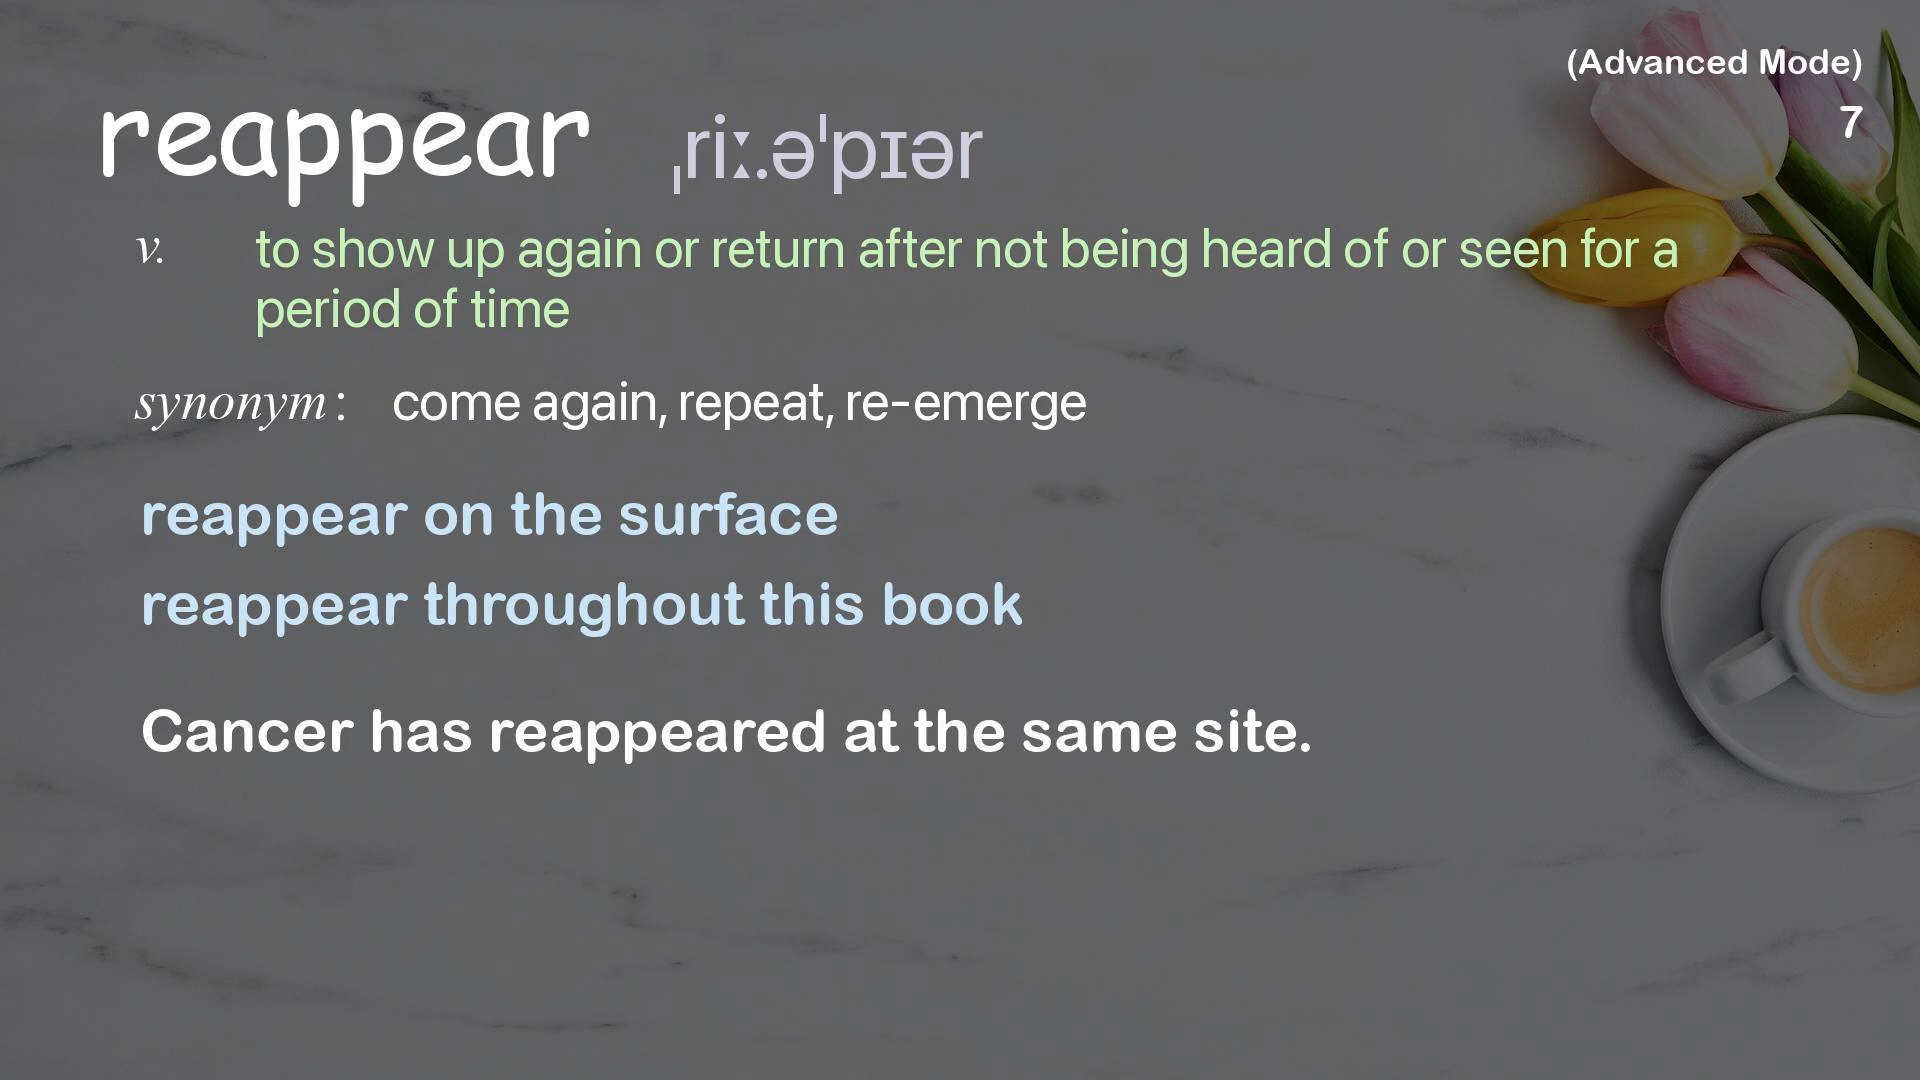 (Advanced Mode)
7
reappear ˌriː.əˈpɪər
v. to show up again or return after not being heard of or seen for a
period of time
synonym: come again, repeat, re-emerge
reappear on the surface
reappear throughout this book
Cancer has reappeared at the same site.